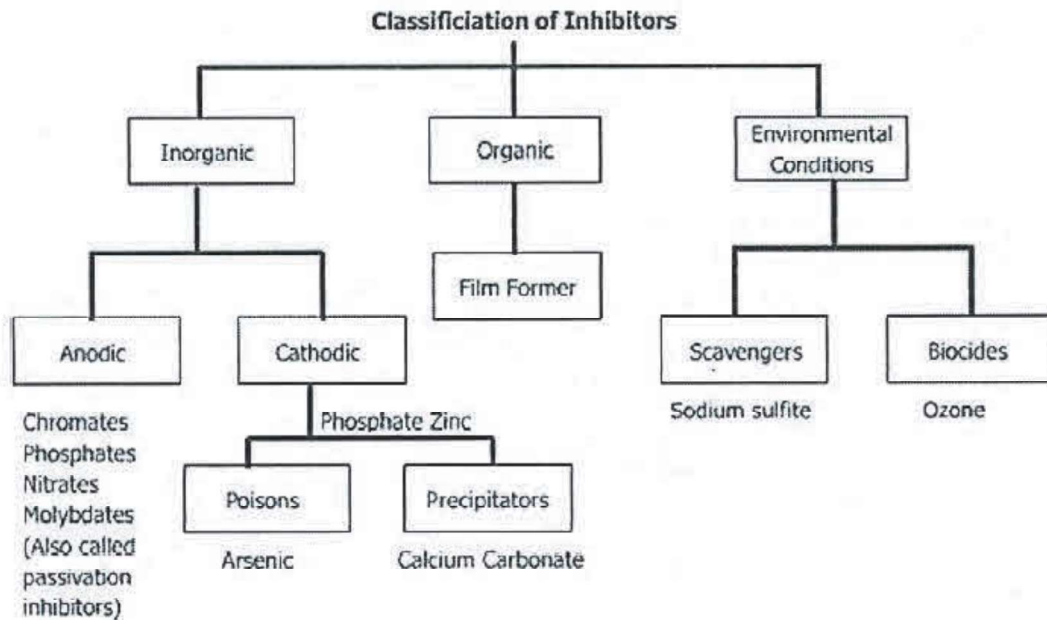 Classificiation of Inhibitors
Inorganic
Organic
Environmental
Conditions
Film Former
Anodic
Cathodic
Scavengers
Biocides
Sodium sulfite
Ozone
Chromates
Phosphates
Nitrates
Molybdates
(Also called
passivation
inhibitors)
Phosphate Zinc
Poisons
Precipitators
Arsenic
Calcium Carbonate